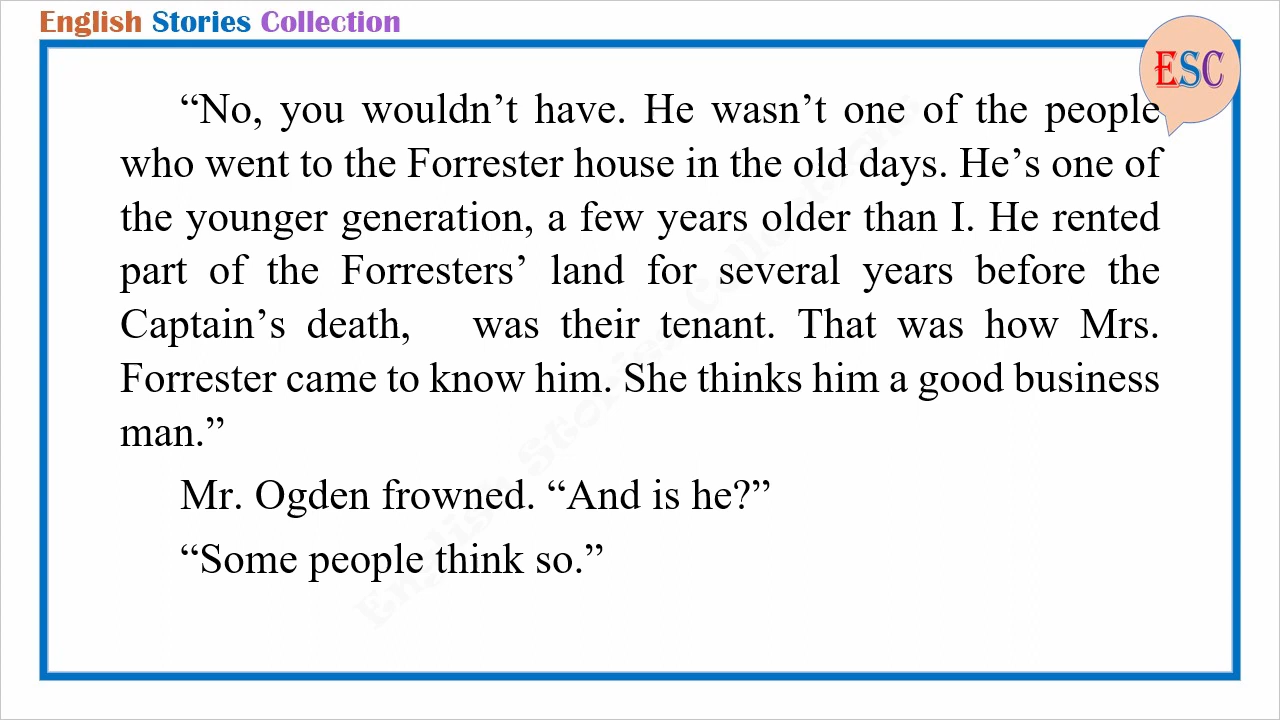 English Stories Collection
ESC
“No, you wouldn’t have. He wasn’t one of the people
who went to the Forrester house in the old days. He’s one of
the younger generation, a few years older than I. He rented
part of the Forresters’ land for several years before the
Captain’s death, was their tenant. That was how Mrs.
Forrester came to know him. She thinks him a good business
man.”
Mr. Ogden frowned. “And is he?”
“Some people think so.”
English Stories Collections